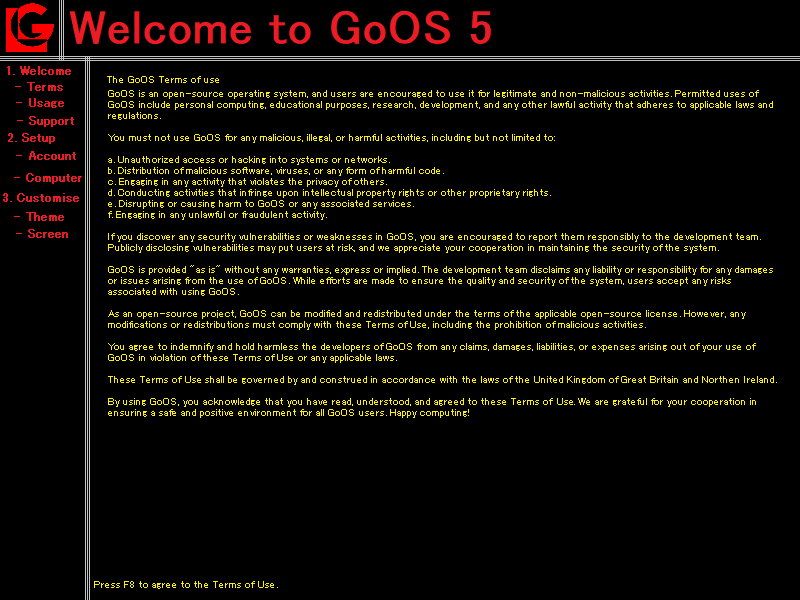 G
Welcome to GoOS 5
1. Welcome
- Terms
- Usage
- Support
2. Setup
- Account
- Computer
3. Customise
- Theme
- Screen
The GoOS Terms of use
GoOS is an open-source operating system, and users are encouraged to use it for legitimate and non-malicious activities. Permitted uses of
GoOS include personal computing, educational purposes, research, development, and any other lawful activity that adheres to applicable laws and
regulations.
You must not use GoOS for any malicious, illegal, or harmful activities, including but not limited to:
a. Unauthorized access or hacking into systems or networks.
b. Distribution of malicious software, viruses, or any form of harmful code.
c. Engaging in any activity that violates the privacy of others.
d. Conducting activities that infringe upon intellectual property rights or other proprietary rights.
e. Disrupting or causing harm to GoOS or any associated services.
f. Engaging in any unlawful or fraudulent activity.
If you discover any security vulnerabilities or weaknesses in GoOS, you are encouraged to report them responsibly to the development team.
Publicly disclosing vulnerabilities may put users at risk, and we appreciate your cooperation in maintaining the security of the system.
GoOS is provided "as is" without any warranties, express or implied. The development team disclaims any liability or responsibility for any damages
or issues arising from the use of GoOS. While efforts are made to ensure the quality and security of the system, users accept any risks
associated with using GoOS.
As an open-source project, GoOS can be modified and redistributed under the terms of the applicable open-source license. However, any
modifications or redistributions must comply with these Terms of Use, including the prohibition of malicious activities.
You agree to indemnify and hold harmless the developers of GoOS from any claims, damages, liabilities, or expenses arising out of your use of
GoOS in violation of these Terms of Use or any applicable laws.
These Terms of Use shall be governed by and construed in accordance with the laws of the United Kingdom of Great Britain and Northen Ireland.
By using GoOS, you acknowledge that you have read, understood, and agreed to these Terms of Use. We are grateful for your cooperation in
ensuring a safe and positive environment for all GoOS users. Happy computing!
Press F8 to agree to the Terms of Use.